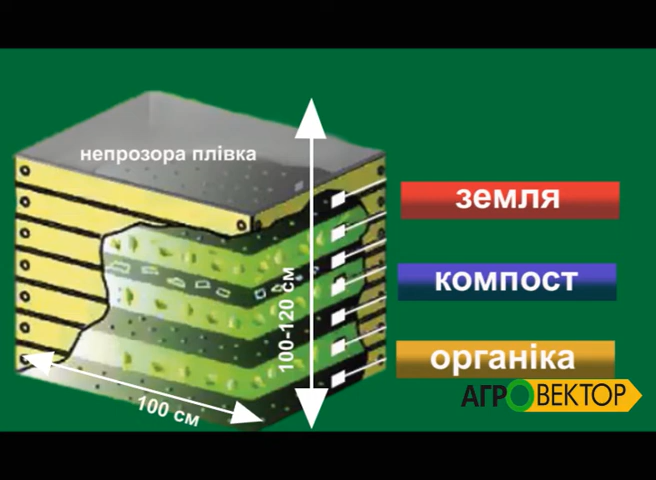 непрозора плівка
земля
компост
органіка
100-120 см
100 см
АГРОВЕКТОР